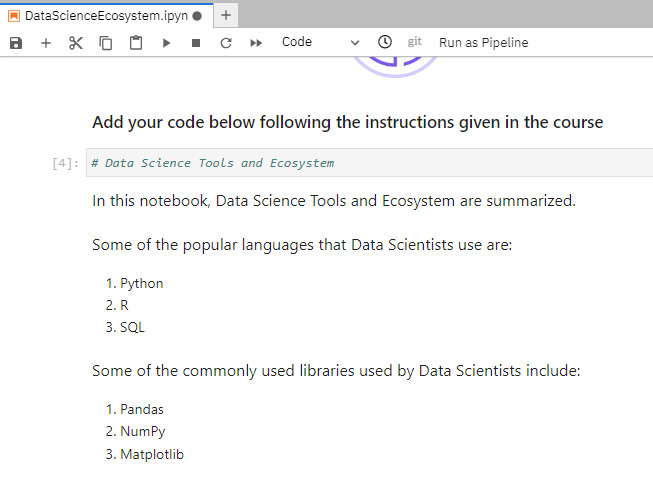 DataScienceEcosystem.ipyn
Code
git
Run as Pipeline
Add your code below following the instructions given in the course
[4]: # Data Science Tools and Ecosystem
In this notebook, Data Science Tools and Ecosystem are summarized.
Some of the popular languages that Data Scientists use are:
1. Python
2. R
3. SQL
Some of the commonly used libraries used by Data Scientists include:
1. Pandas
2. NumPy
3. Matplotlib